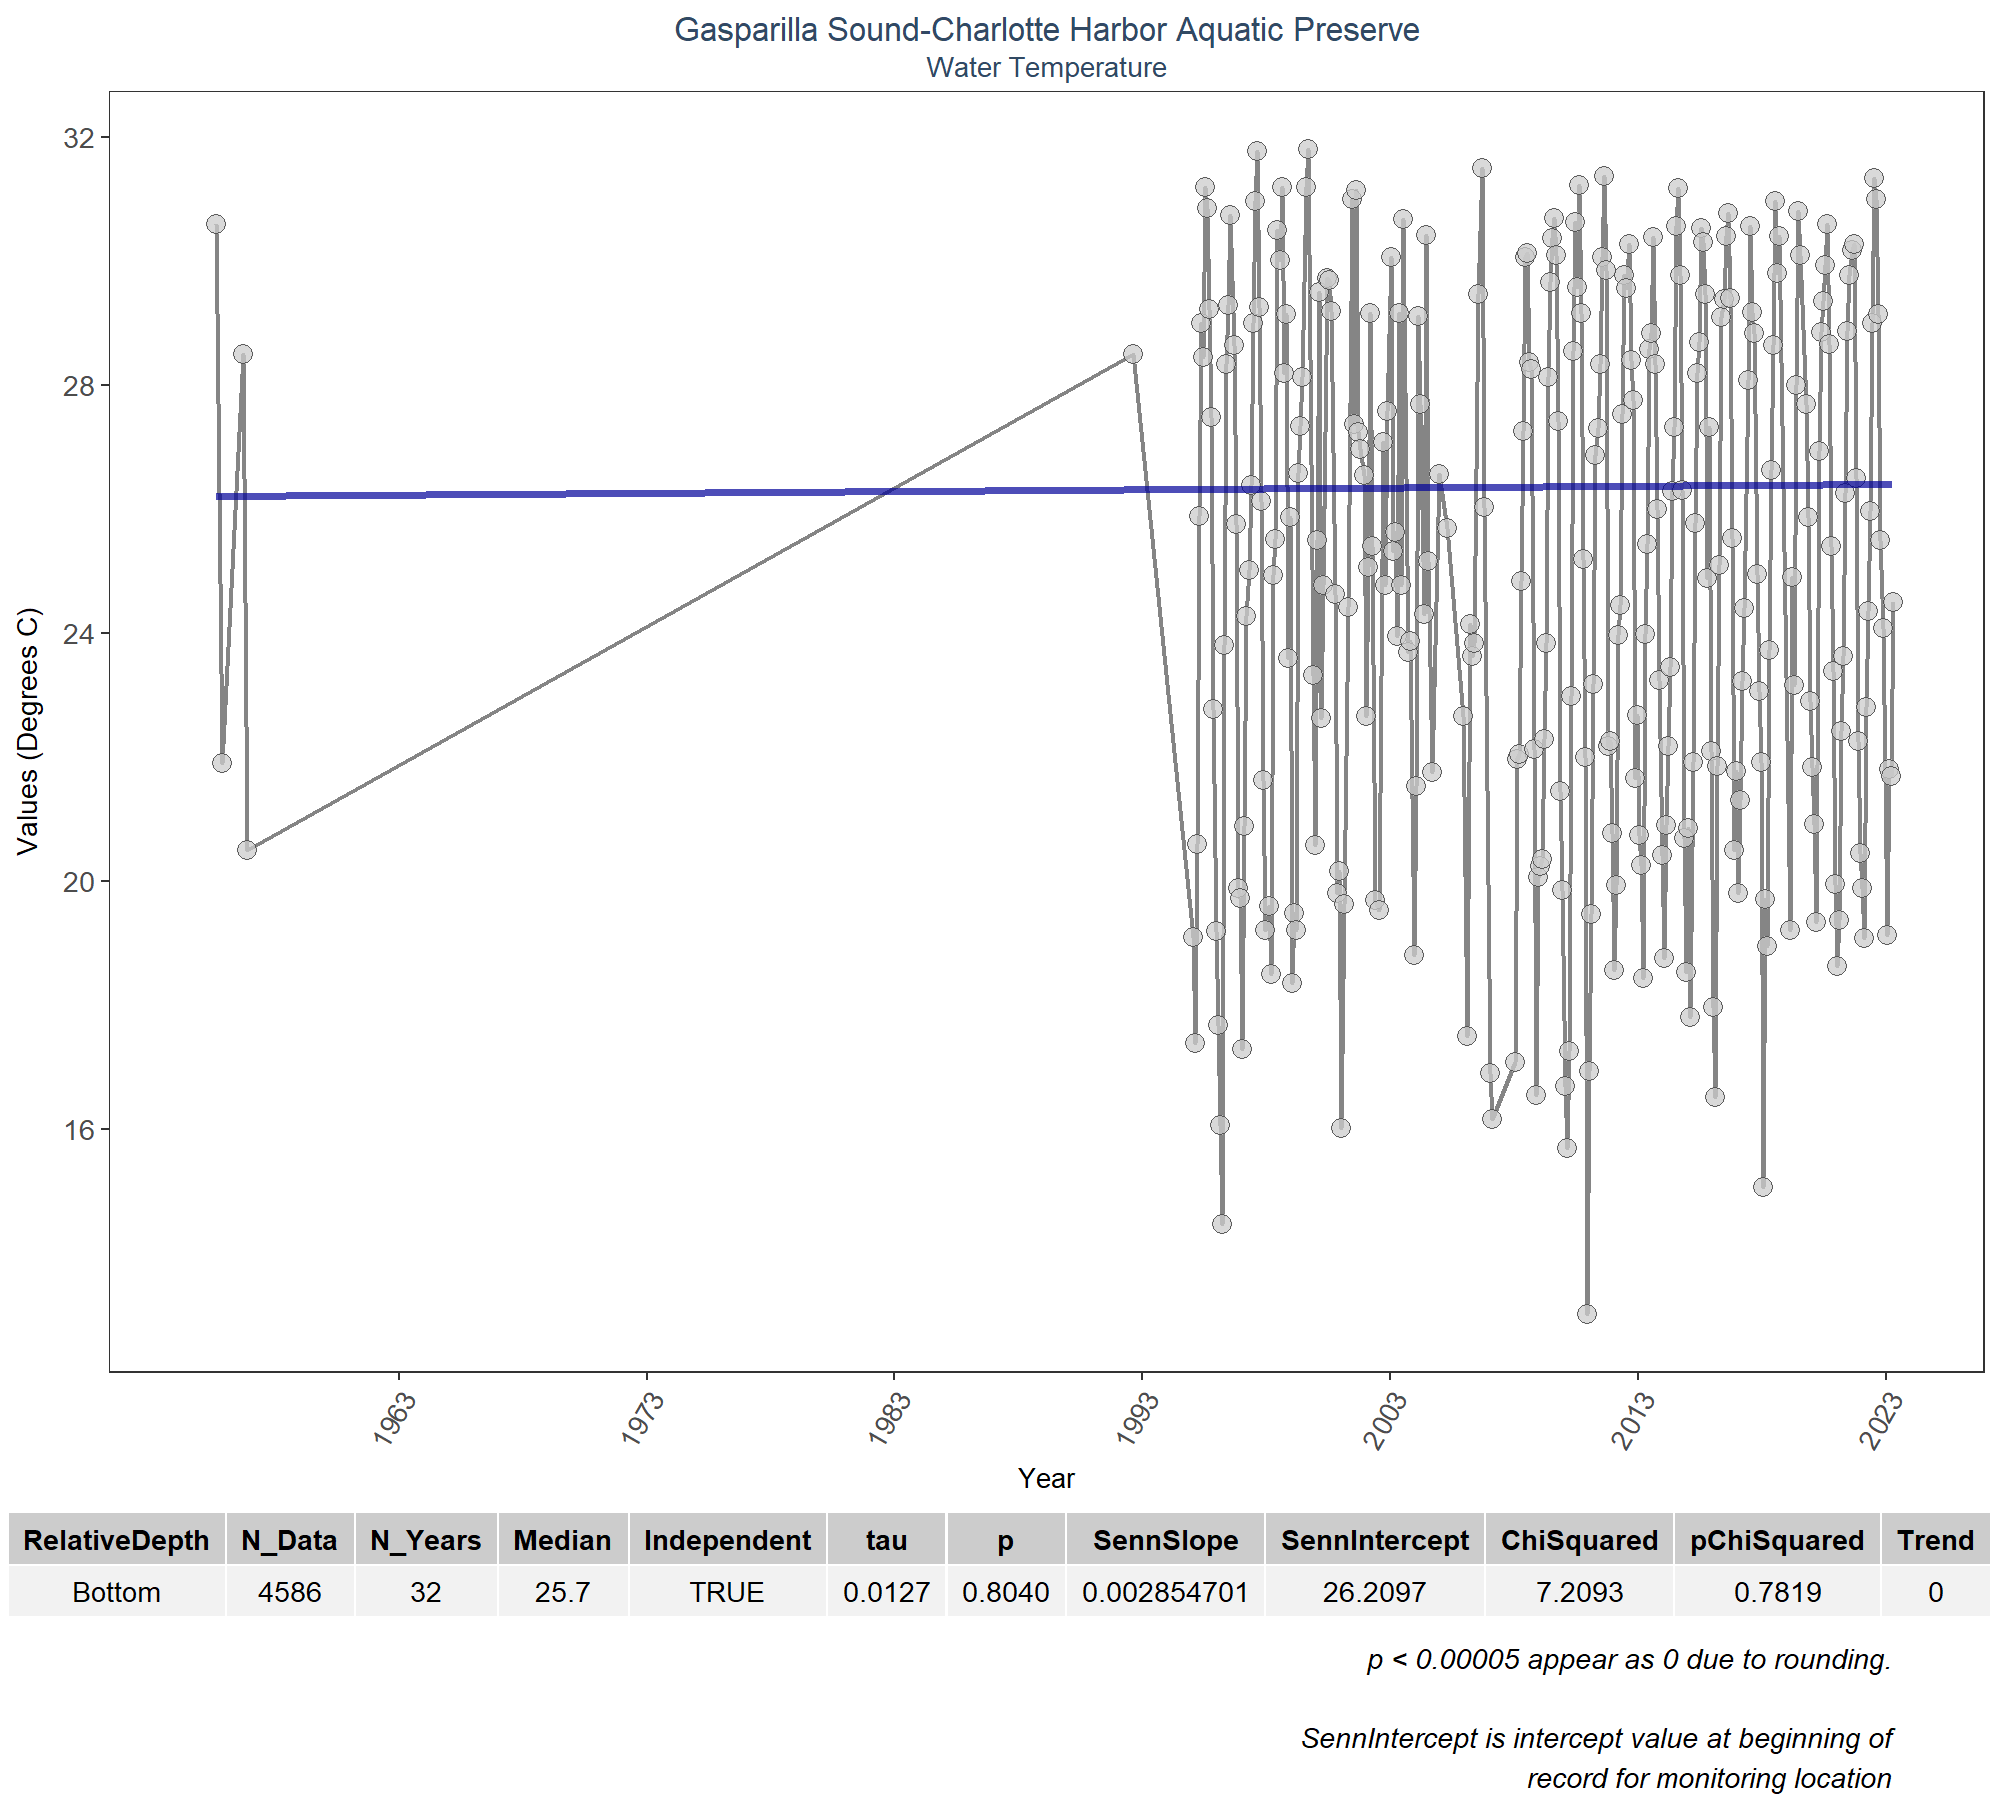 Gasparilla Sound-Charlotte Harbor Aquatic Preserve
Water Temperature
Values (Degrees C)
32
28
24
20
16
1963 1973 1983 1993 2003 2013 2023
Year
RelativeDepth N_Data N_Years Median Independent tau p SennSlope SennIntercept ChiSquared pChiSquared Trend
Bottom 4586 32 25.7 TRUE 0.0127 0.8040 0.002854701 26.2097 7.2093 0.7819 0
p < 0.00005 appear as 0 due to rounding.
SennIntercept is intercept value at beginning of
record for monitoring location